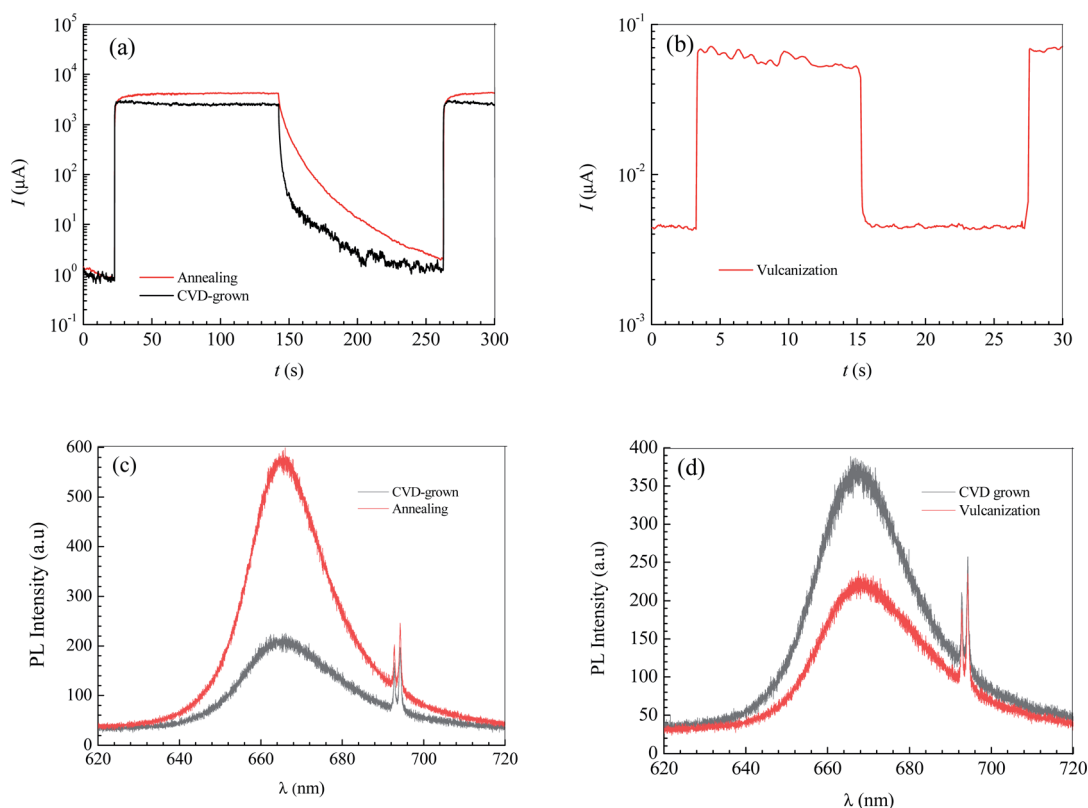 (a)
10^5
10^4
10^3
10^2
10^1
10^0
10^-1
I (μA)
Annealing
CVD-grown
0 50 100 150 200 250 300
t (s)
(b)
10^-1
10^-2
10^-3
I (μA)
Vulcanization
0 5 10 15 20 25 30
t (s)
(c)
600
500
400
300
200
100
0
PL Intensity (a.u)
CVD-grown
Annealing
620 640 660 680 700 720
λ (nm)
(d)
400
350
300
250
200
150
100
50
0
PL Intensity (a.u)
CVD grown
Vulcanization
620 640 660 680 700 720
λ (nm)